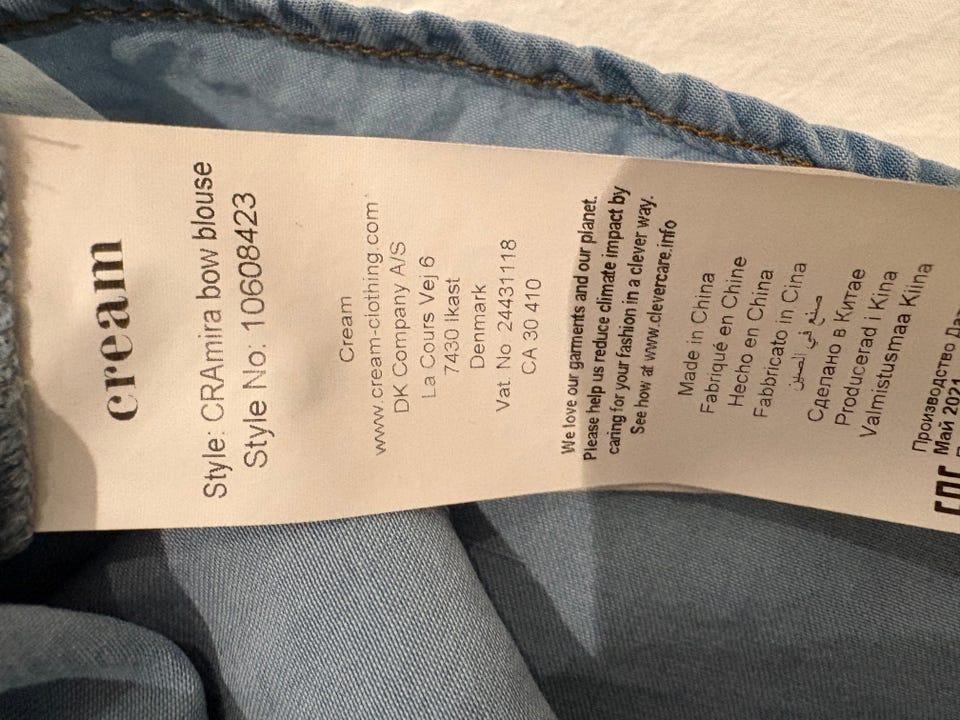 cream
Style: CRAmira bow blouse
Style No: 10608423
Cream
www.cream-clothing.com
DK Company A/S
La Cours Vej 6
7430 Ikast
Denmark
Vat. No 24431118
CA 30 410
We love our garments and our planet.
Please help us reduce climate impact by
caring for your fashion in a clever way.
See how at www.clevercare.info
Made in China
Fabriqué en Chine
Hecho en China
Fabbricato in Cina
صنع في الصين
Сделано в Китае
Producerad i Kina
Valmistusmaa Kiina
Производство
Май 2021